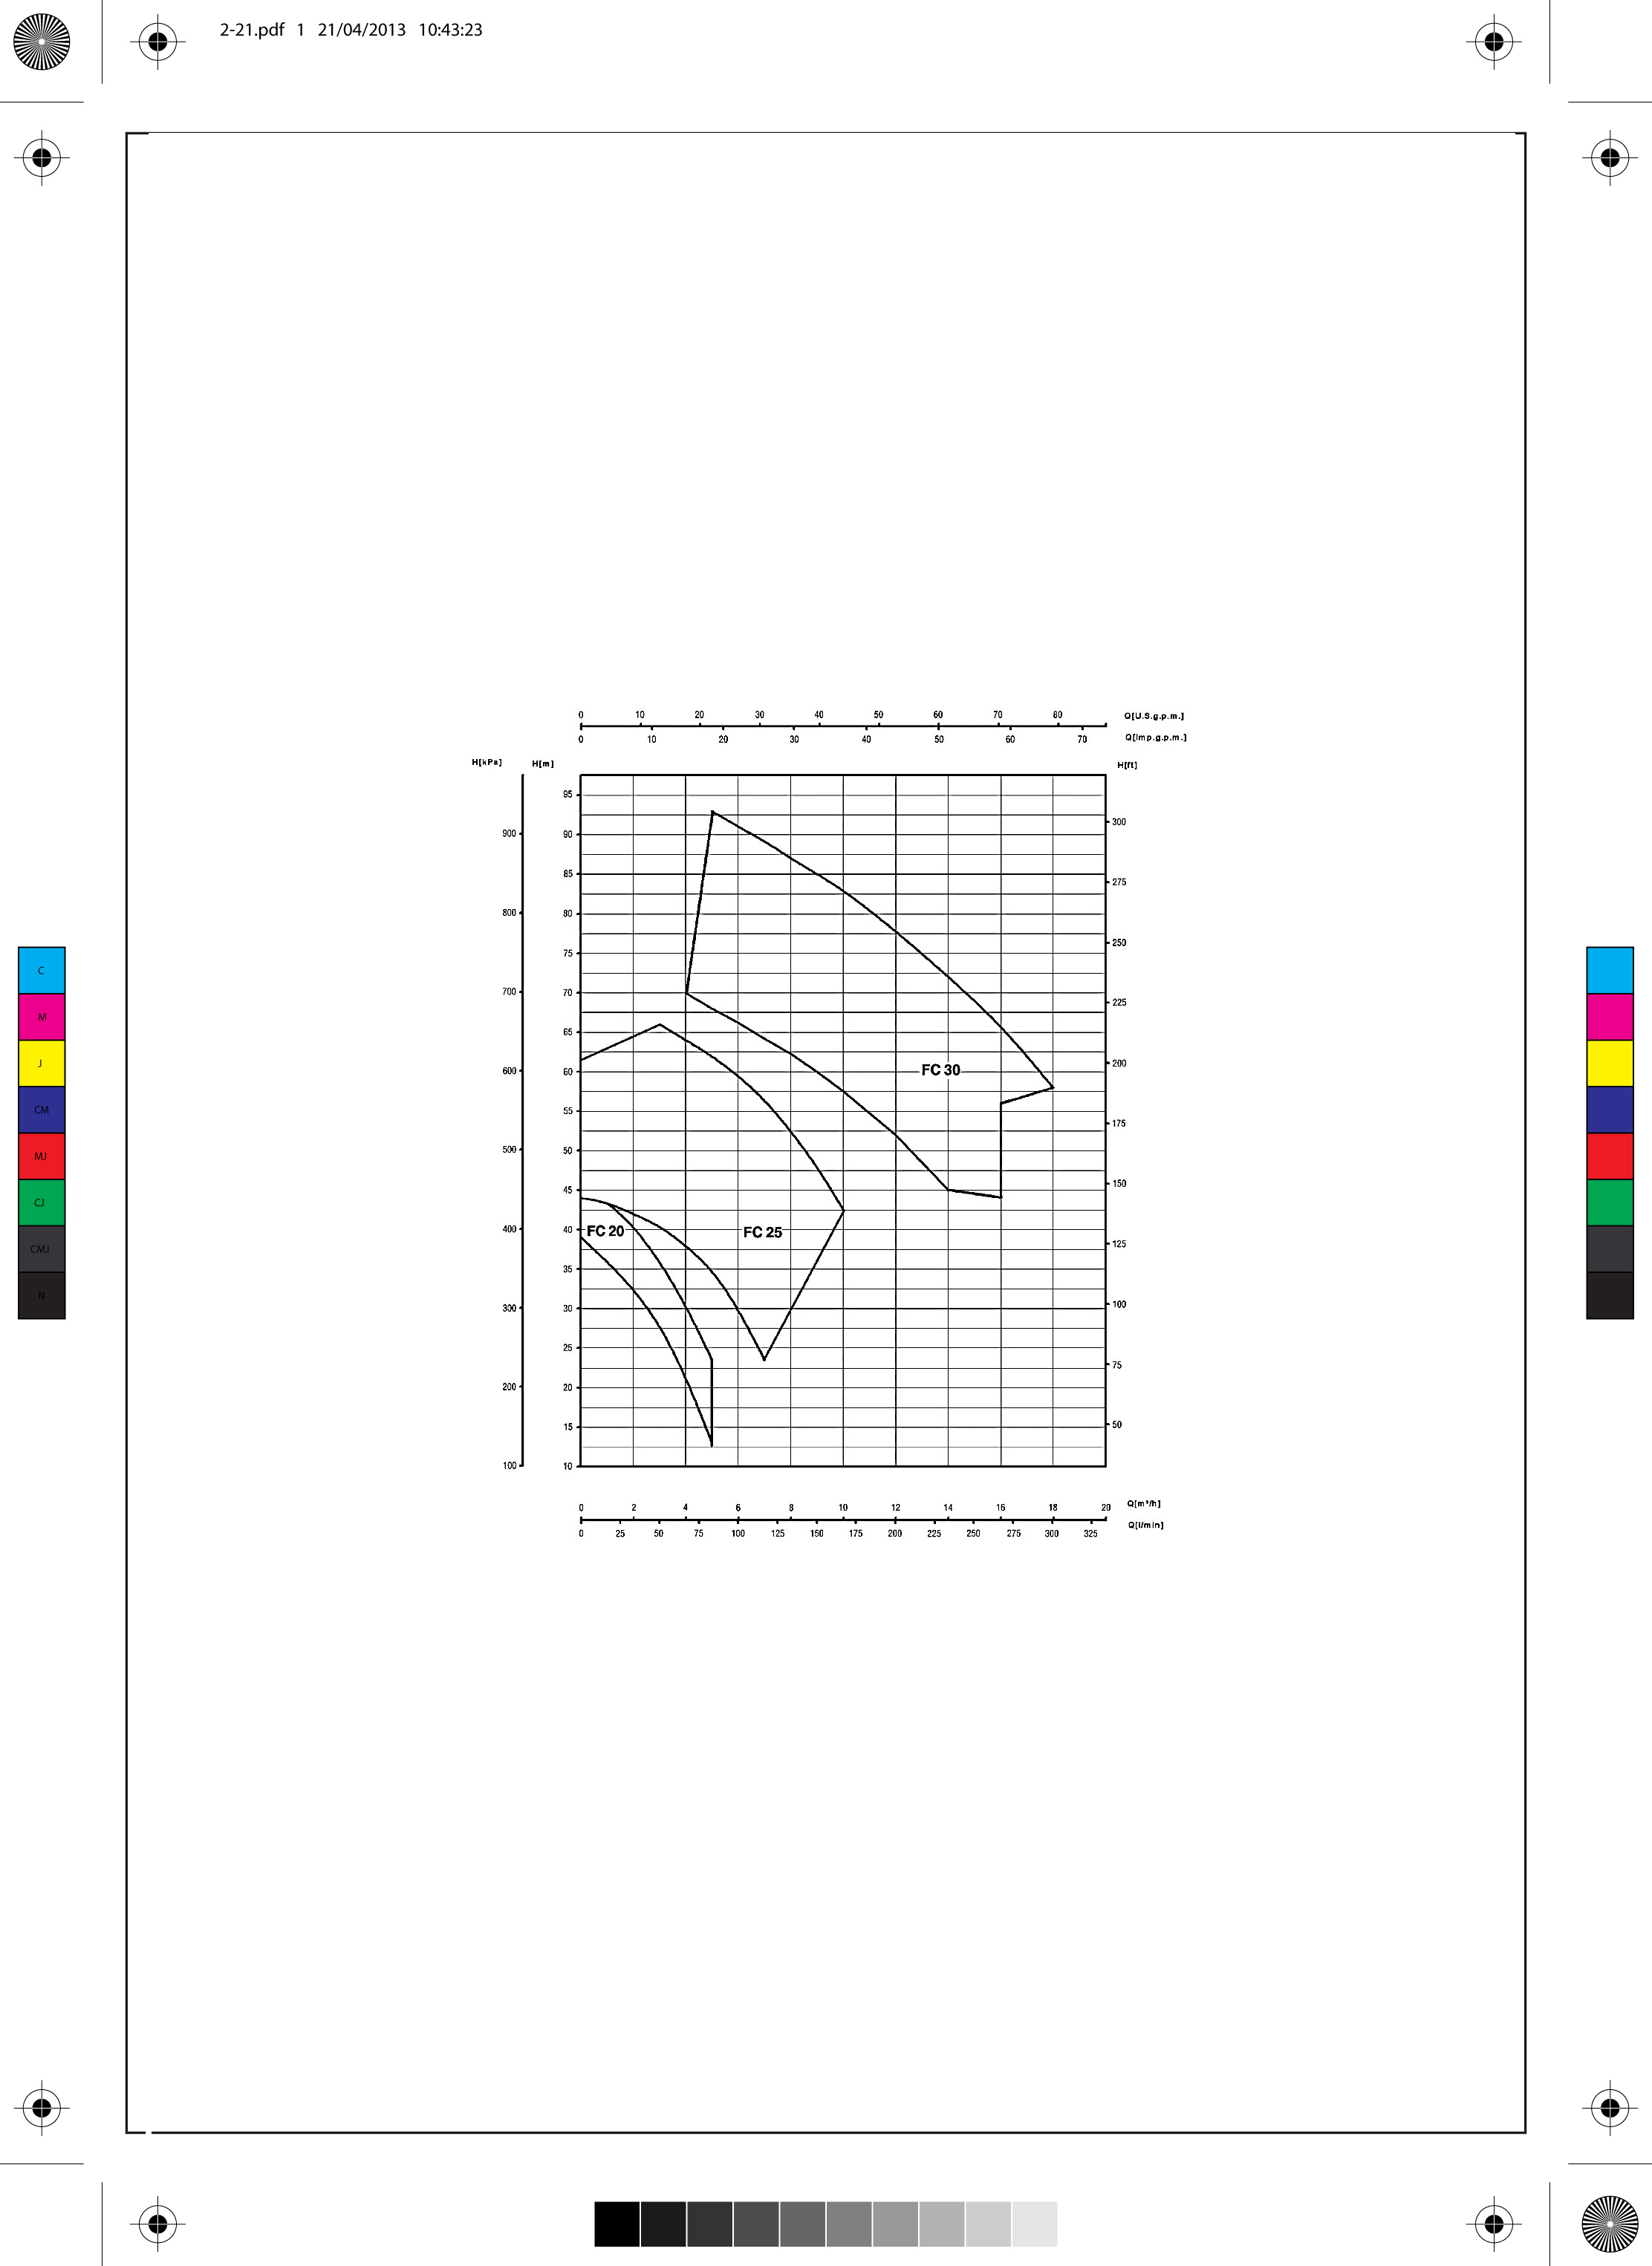 2-21.pdf 1 21/04/2013 10:43:23
0 10 20 30 40 50 60 70 80 Q[U.S.g.p.m.]
0 10 20 30 40 50 60 70 Q[Imp.g.p.m.]
H[kPa] H[m] H[ft]
95
300
900 90
85
275
800 80
250
75
700 70
225
65
200
600 60
FC 30
55
175
500 50
150
45
400 40
FC 20
FC 25
125
35
300 30
100
25
75
200 20
15
50
100 10
0 2 4 6 8 10 12 14 16 18 20 Q[m³/h]
0 25 50 75 100 125 150 175 200 225 250 275 300 325 Q[l/min]
C
M
J
CM
MJ
CJ
CMJ
N